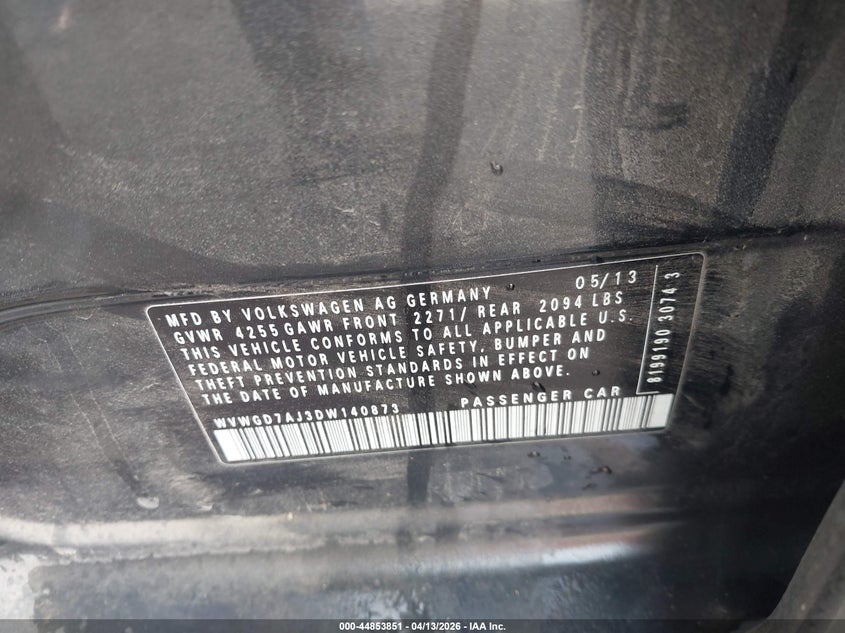 MFD BY VOLKSWAGEN AG GERMANY 05/13
GVWR 4255 GAWR FRONT 2271/ REAR 2094 LBS
THIS VEHICLE CONFORMS TO ALL APPLICABLE U.S.
FEDERAL MOTOR VEHICLE SAFETY, BUMPER AND
THEFT PREVENTION STANDARDS IN EFFECT ON
THE DATE OF MANUFACTURE SHOWN ABOVE.
WVWGD7AJ3DW140873 PASSENGER CAR
8199190 3074 3
000-44853851 - 04/13/2026 - IAA Inc.